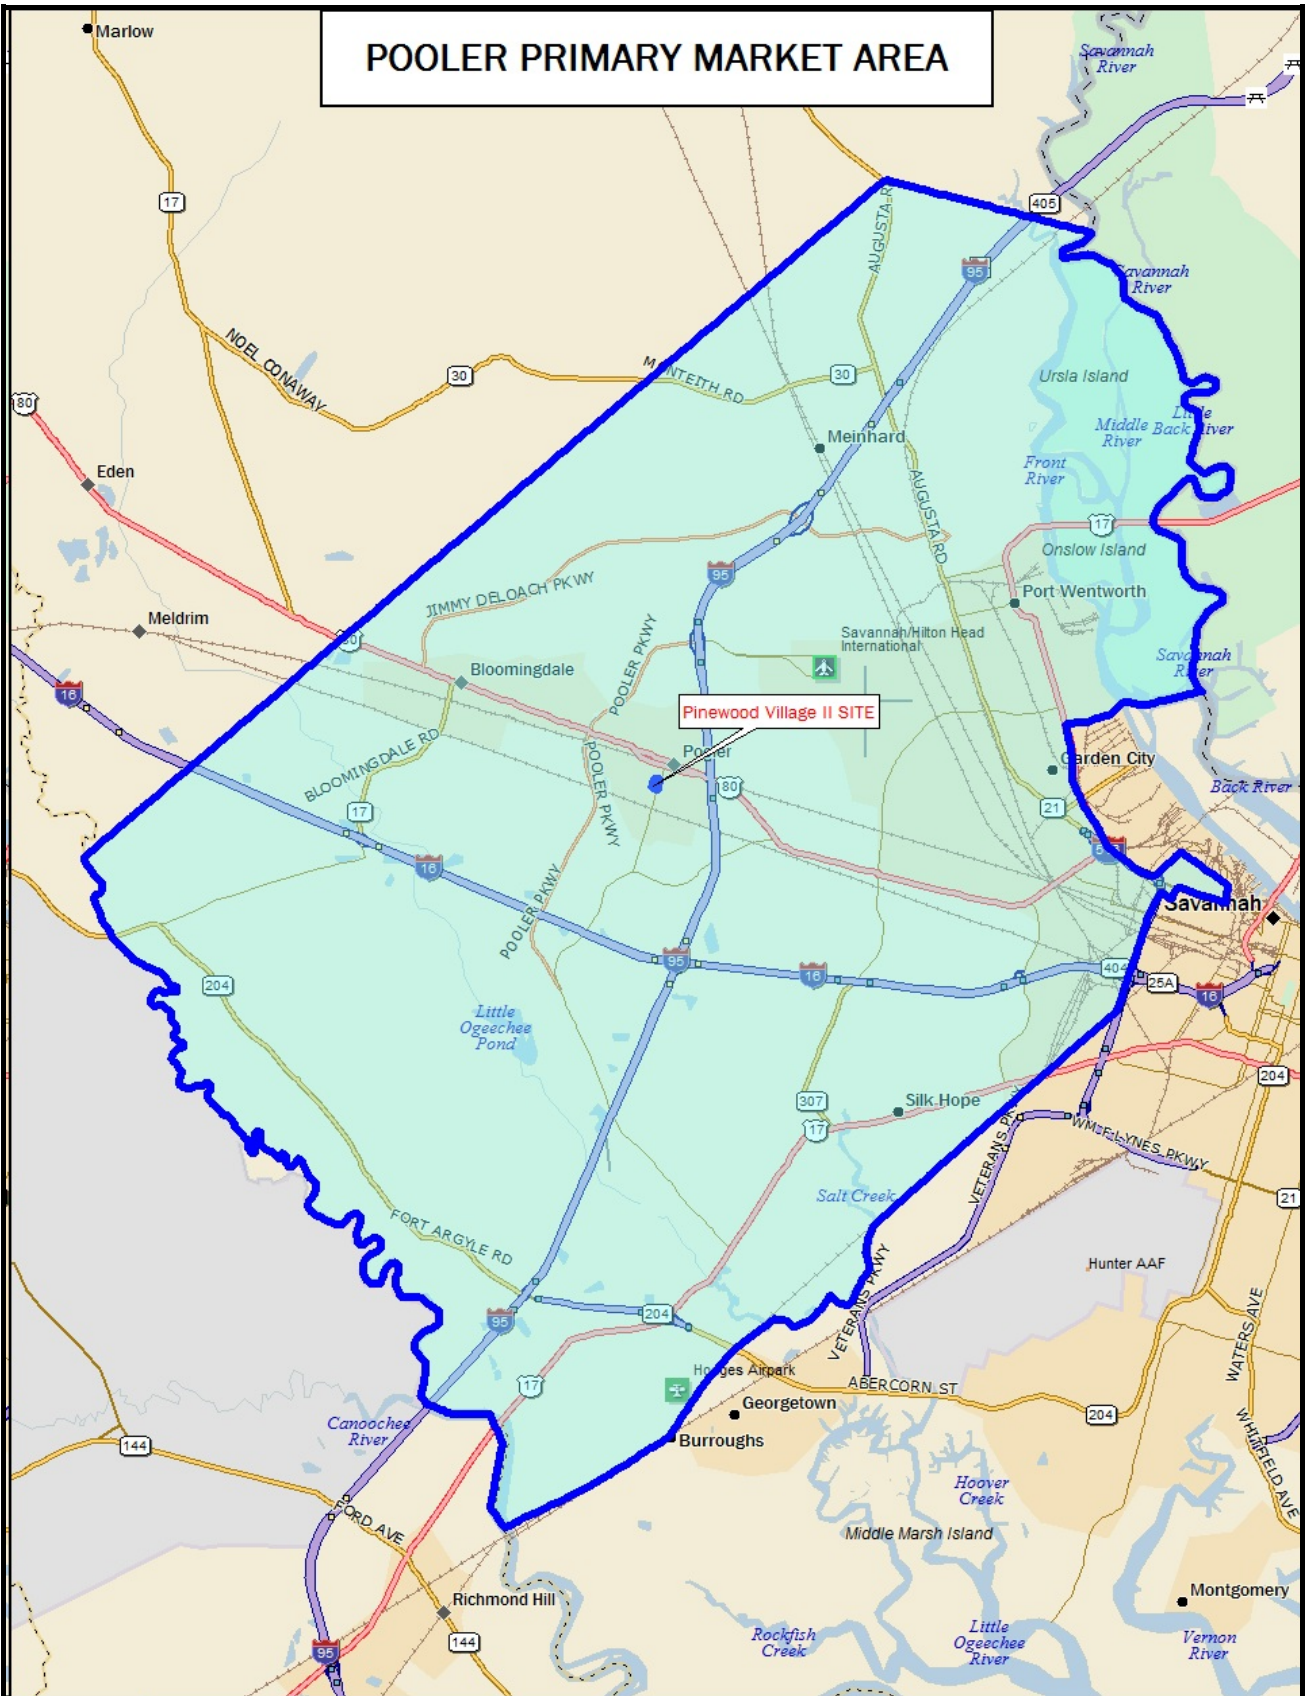 Marlow
POOLER PRIMARY MARKET AREA
Savannah
River
17
405
AUGUSTA R
95
Savannah
River
NOEL CONAWAY
30
MONTEITH RD
30
Ursla Island
80
Middle
River
Little
Back River
Meinhard
Eden
Front
River
AUGUSTA RD
17
Onslow Island
95
JIMMY DELOACH PKWY
Port Wentworth
Meldrim
80
POOLER PKWY
Savannah/Hilton Head
International
Savannah
River
Bloomingdale
16
Pinewood Village II SITE
BLOOMINGDALE RD
POOLER PKWY
Pooler
Garden City
80
Back River
17
21
16
POOLER PKWY
Savannah
95
16
404
25A
16
204
Little
Ogeechee
Pond
204
307
Silk Hope
17
VETERANS PK
WM F LYNES PKWY
Salt Creek
21
FORT ARGYLE RD
VETERANS PKWY
Hunter AAF
95
204
WATERS AVE
17
Hodges Airpark
ABERCORN ST
Georgetown
204
Canoochee
River
144
Burroughs
WHITFIELD AVE
Hoover
Creek
FORD AVE
Middle Marsh Island
Richmond Hill
Montgomery
144
95
Rockfish
Creek
Little
Ogeechee
River
Vernon
River